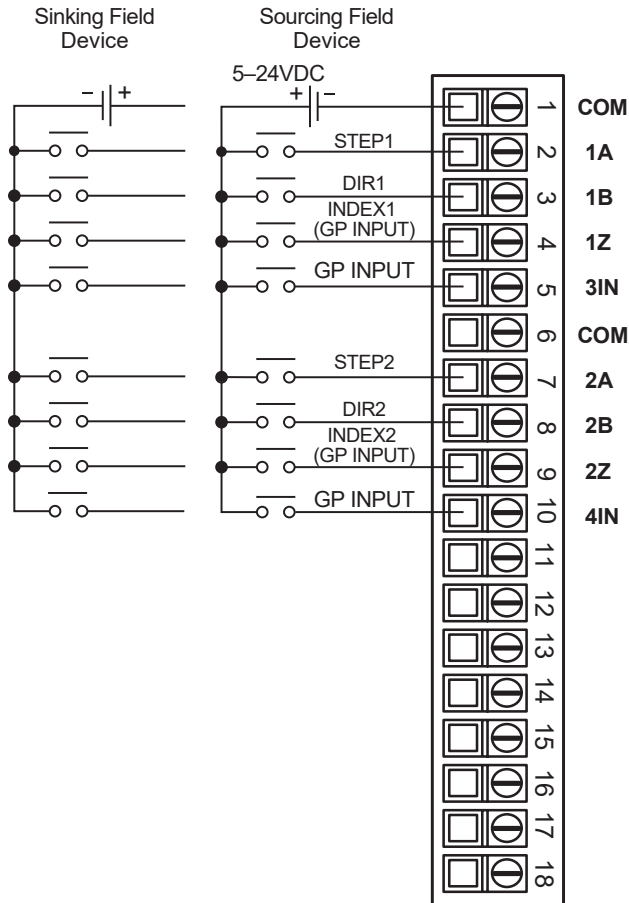 Sinking Field
Device
Sourcing Field
Device
5–24VDC
– +
+ –
1 COM
STEP1 2 1A
DIR1 3 1B
INDEX1
(GP INPUT) 4 1Z
GP INPUT 5 3IN
6 COM
STEP2 7 2A
DIR2 8 2B
INDEX2
(GP INPUT) 9 2Z
GP INPUT 10 4IN
11
12
13
14
15
16
17
18